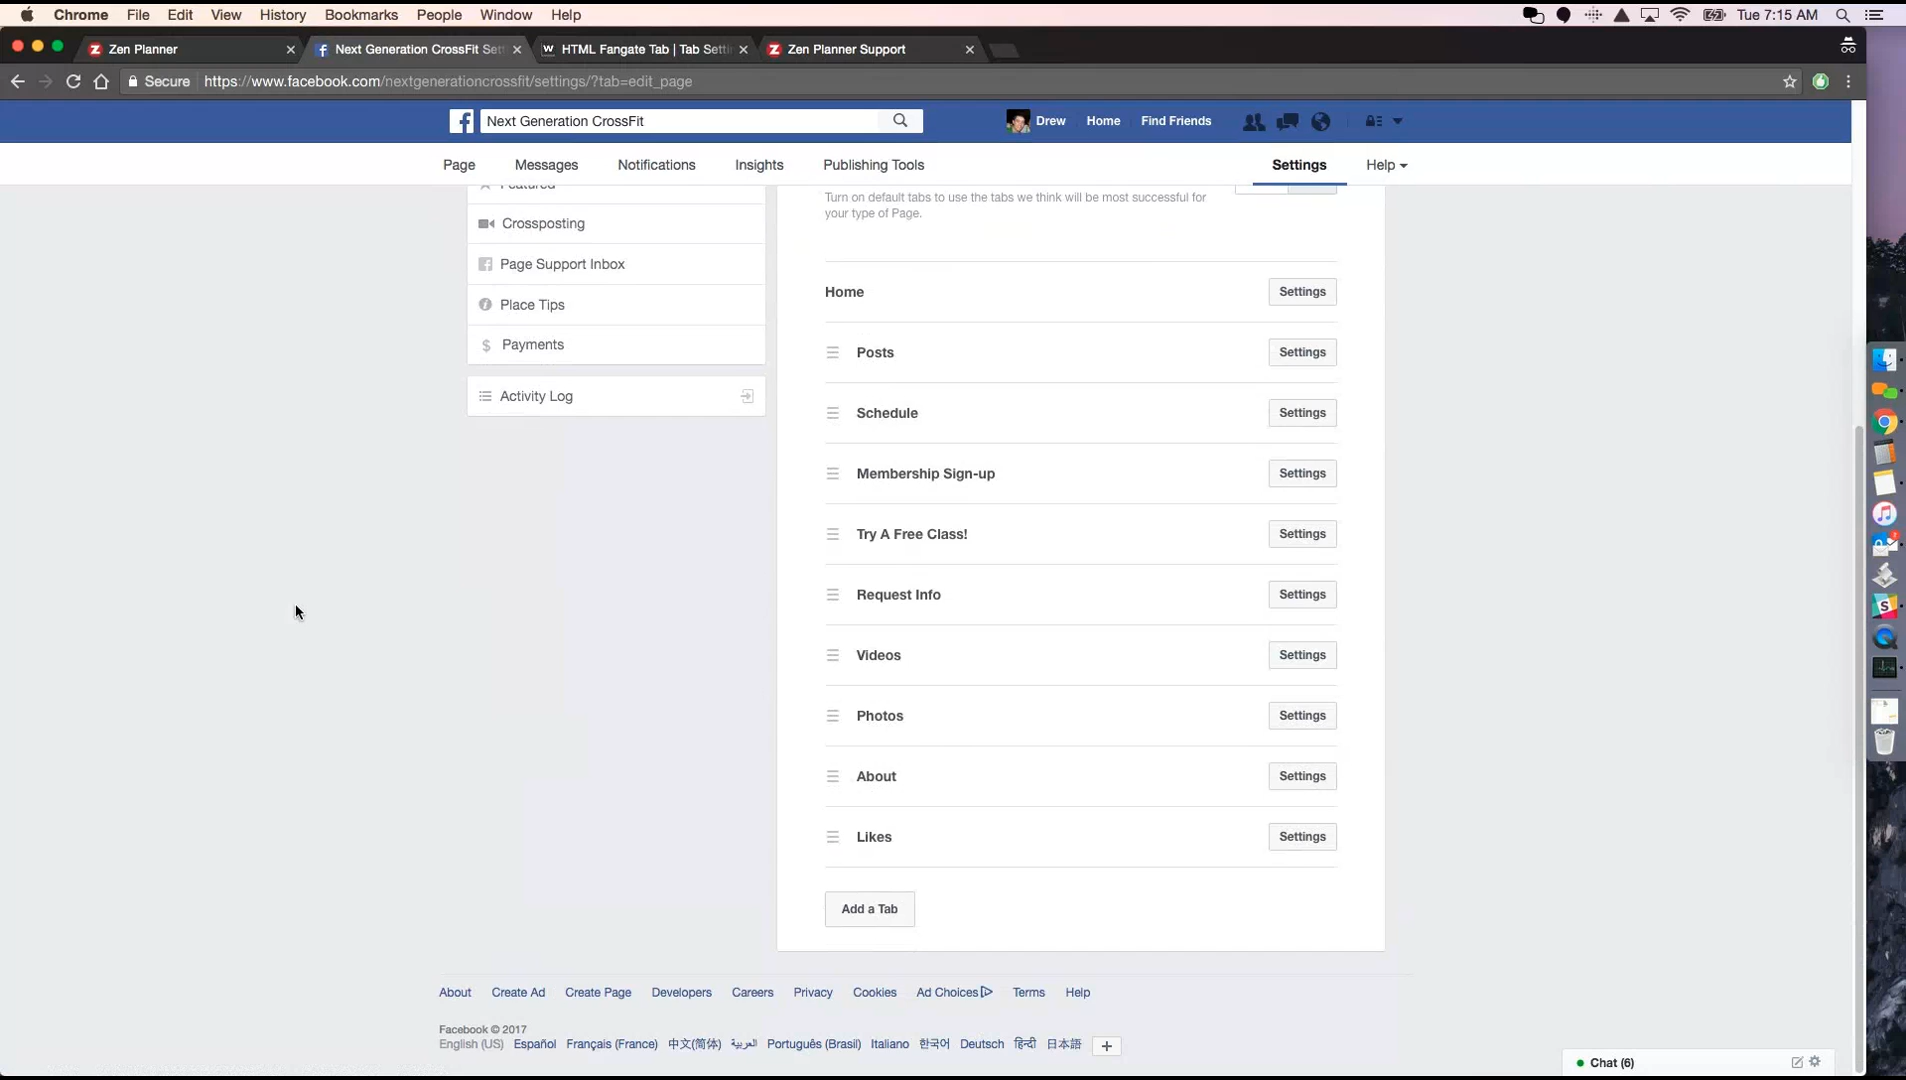 Chrome File Edit View History Bookmarks People Window Help Tue 7:15 AM
Zen Planner
Next Generation CrossFit Set
HTML Fangate Tab | Tab Setti
Zen Planner Support
Secure https://www.facebook.com/nextgenerationcrossfit/settings/?tab=edit_page
Next Generation CrossFit
Drew Home Find Friends
Page Messages Notifications Insights Publishing Tools Settings Help
Featured
Crossposting
Page Support Inbox
Place Tips
Payments
Activity Log
Turn on default tabs to use the tabs we think will be most successful for
your type of Page.
Home Settings
Posts Settings
Schedule Settings
Membership Sign-up Settings
Try A Free Class! Settings
Request Info Settings
Videos Settings
Photos Settings
About Settings
Likes Settings
Add a Tab
About Create Ad Create Page Developers Careers Privacy Cookies Ad Choices Terms Help
Facebook © 2017
English (US) Español Français (France) 中文(简体) العربية Português (Brasil) Italiano 한국어 Deutsch हिन्दी 日本語 +
Chat (6)